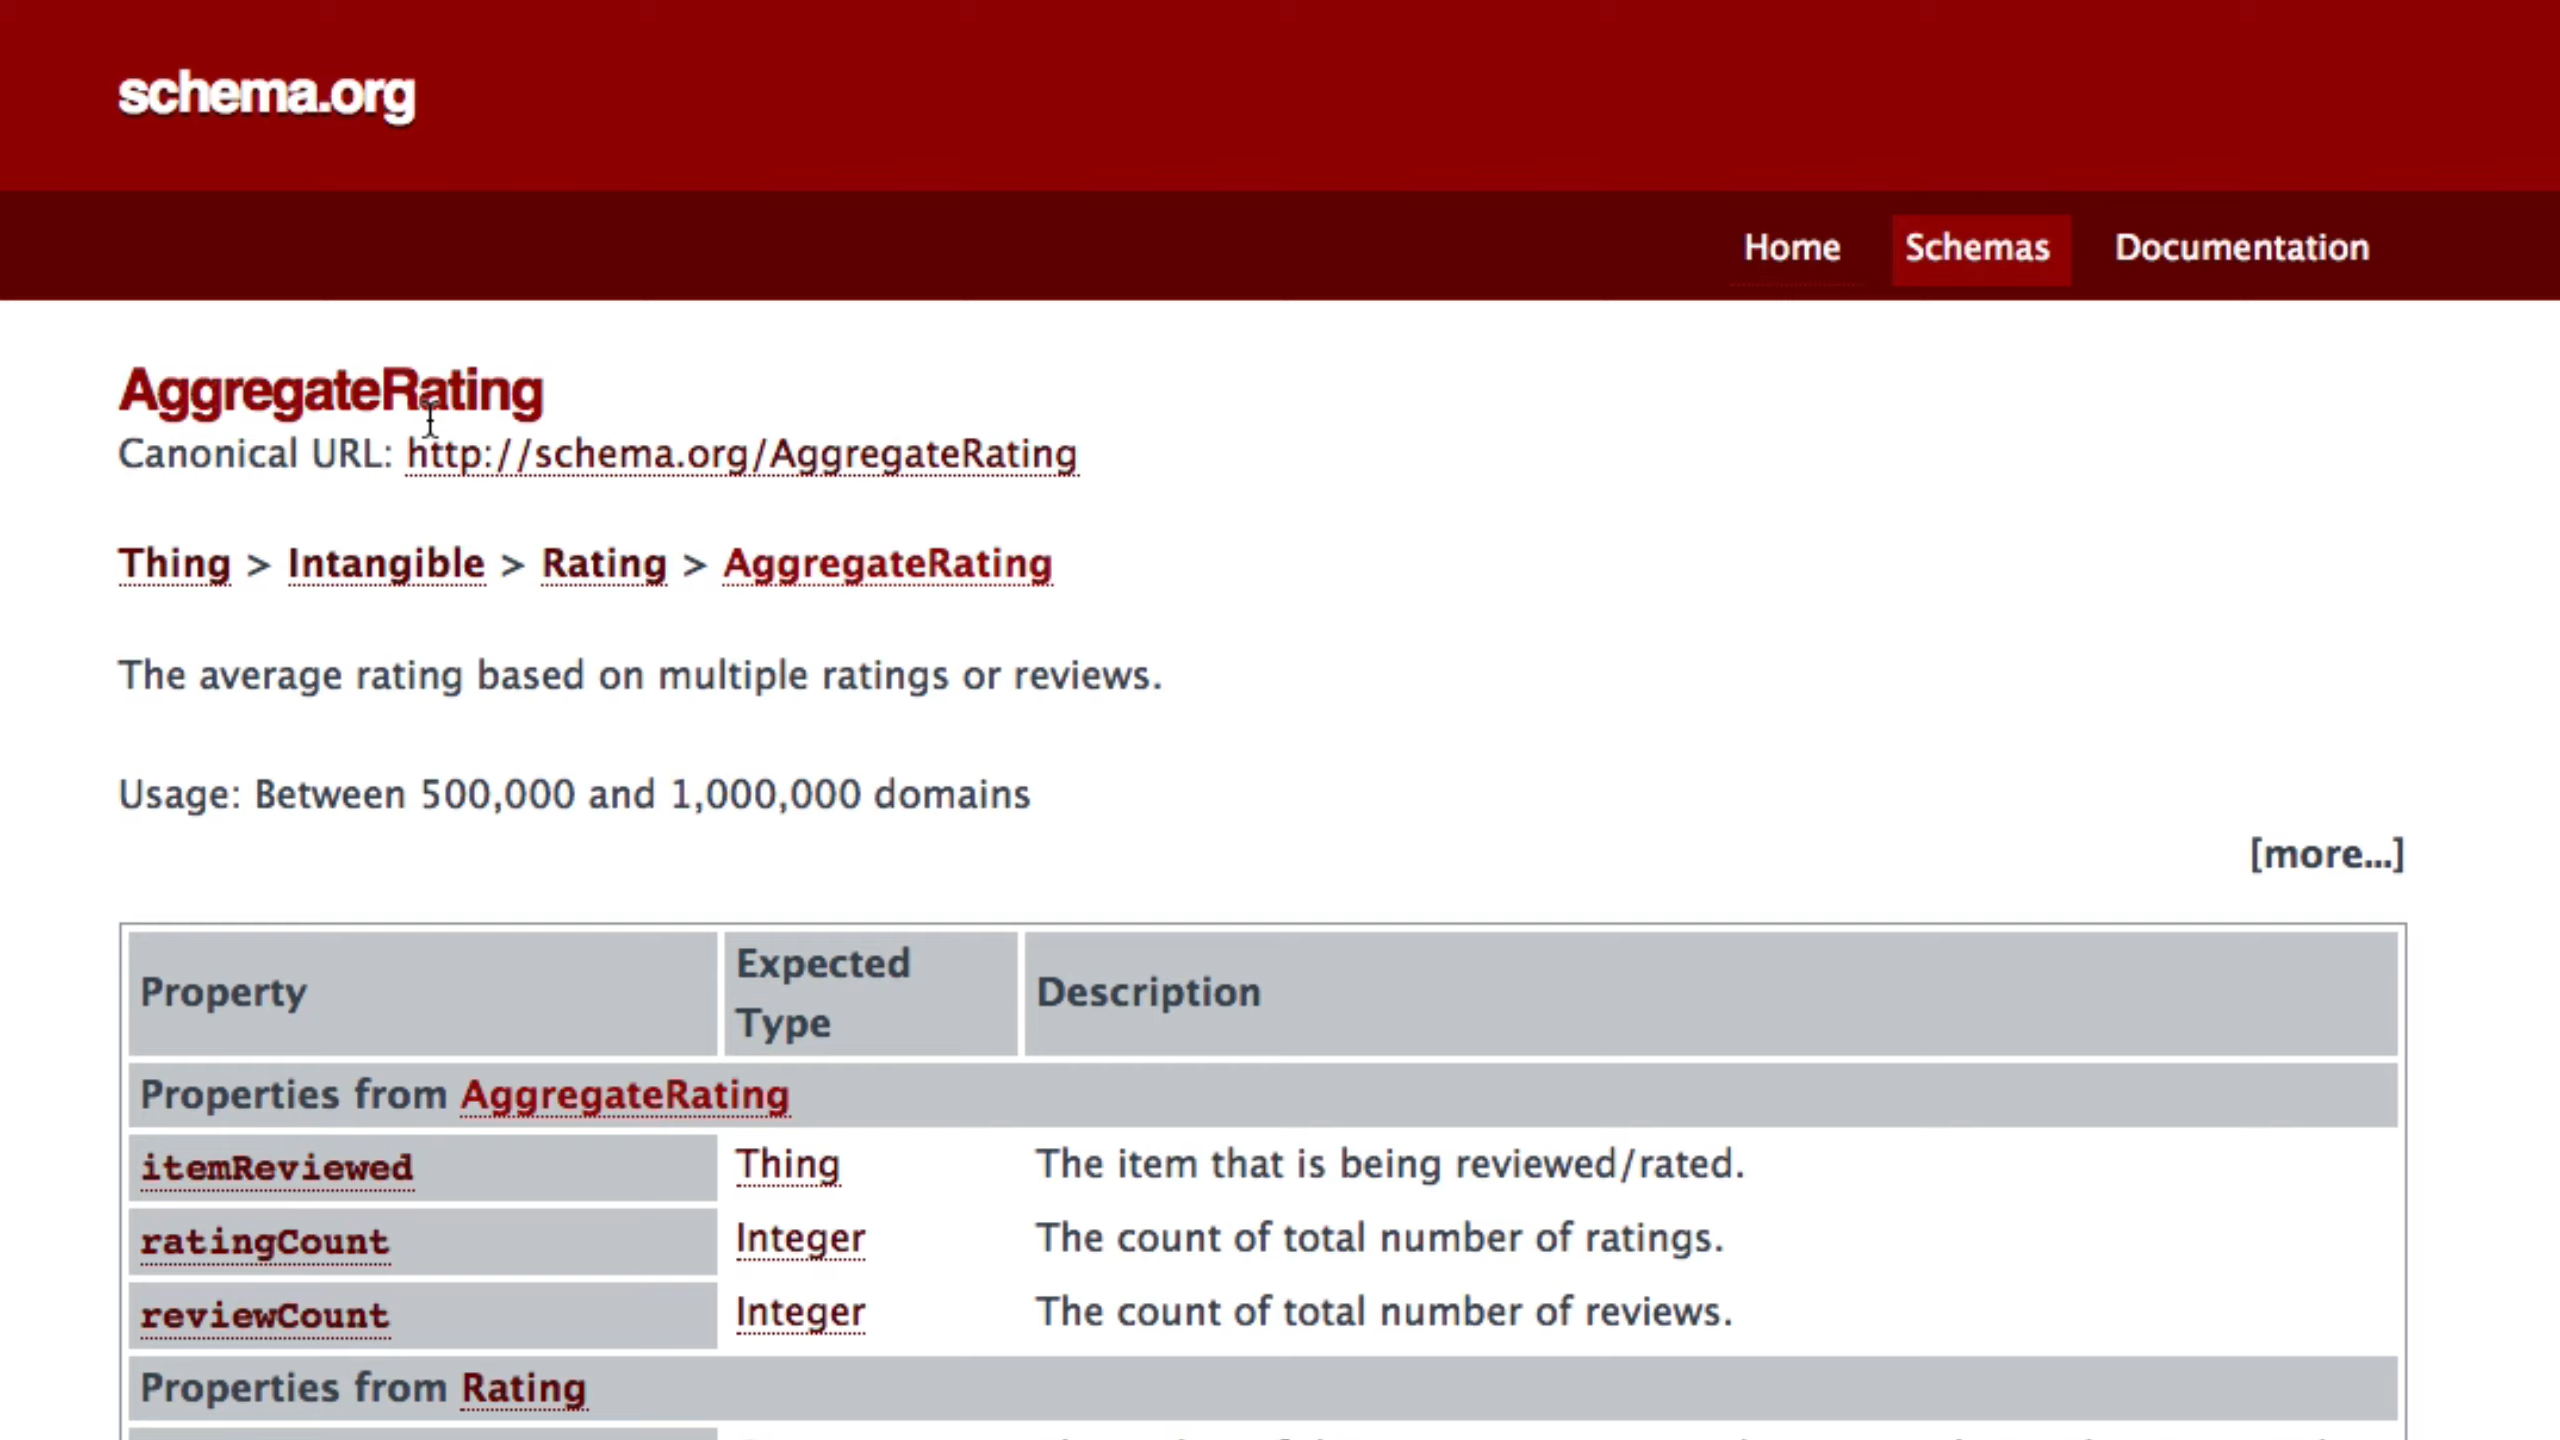 schema.org
Home Schemas Documentation
AggregateRating
Canonical URL: http://schema.org/AggregateRating
Thing > Intangible > Rating > AggregateRating
The average rating based on multiple ratings or reviews.
Usage: Between 500,000 and 1,000,000 domains
[more...]
Property Expected Type Description
Properties from AggregateRating
itemReviewed Thing The item that is being reviewed/rated.
ratingCount Integer The count of total number of ratings.
reviewCount Integer The count of total number of reviews.
Properties from Rating